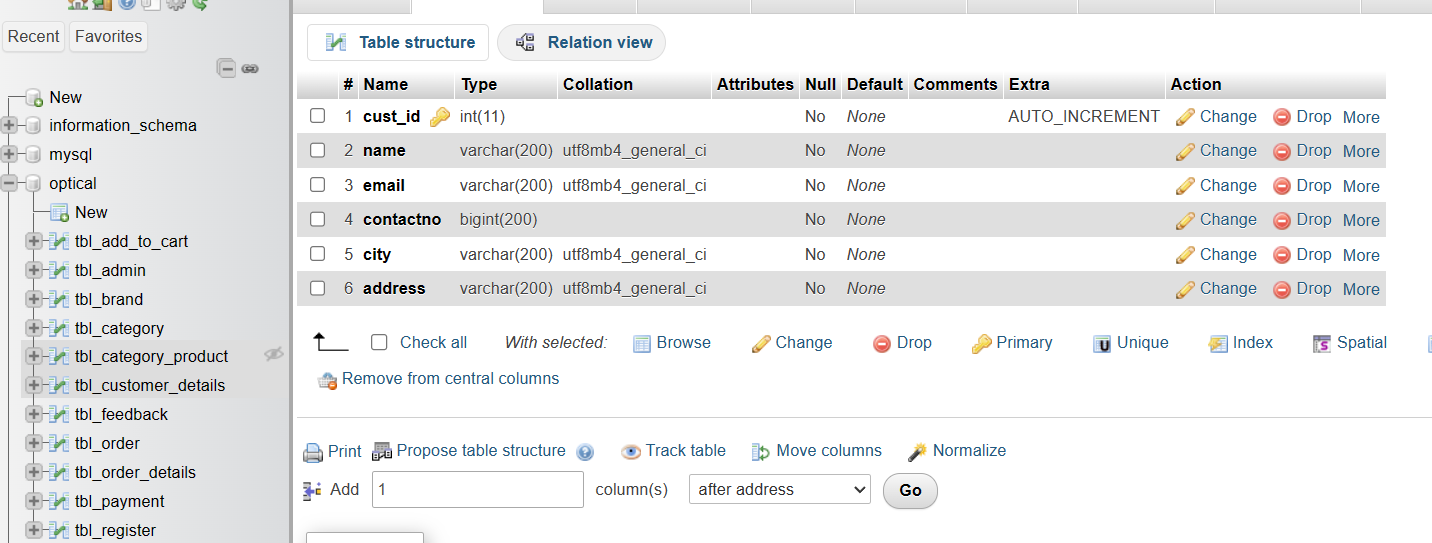 Recent Favorites
New
information_schema
mysql
optical
New
tbl_add_to_cart
tbl_admin
tbl_brand
tbl_category
tbl_category_product
tbl_customer_details
tbl_feedback
tbl_order
tbl_order_details
tbl_payment
tbl_register
Table structure Relation view
# Name Type Collation Attributes Null Default Comments Extra Action
1 cust_id int(11) No None AUTO_INCREMENT Change Drop More
2 name varchar(200) utf8mb4_general_ci No None Change Drop More
3 email varchar(200) utf8mb4_general_ci No None Change Drop More
4 contactno bigint(200) No None Change Drop More
5 city varchar(200) utf8mb4_general_ci No None Change Drop More
6 address varchar(200) utf8mb4_general_ci No None Change Drop More
Check all With selected: Browse Change Drop Primary Unique Index Spatial
Remove from central columns
Print Propose table structure Track table Move columns Normalize
Add 1 column(s) after address Go